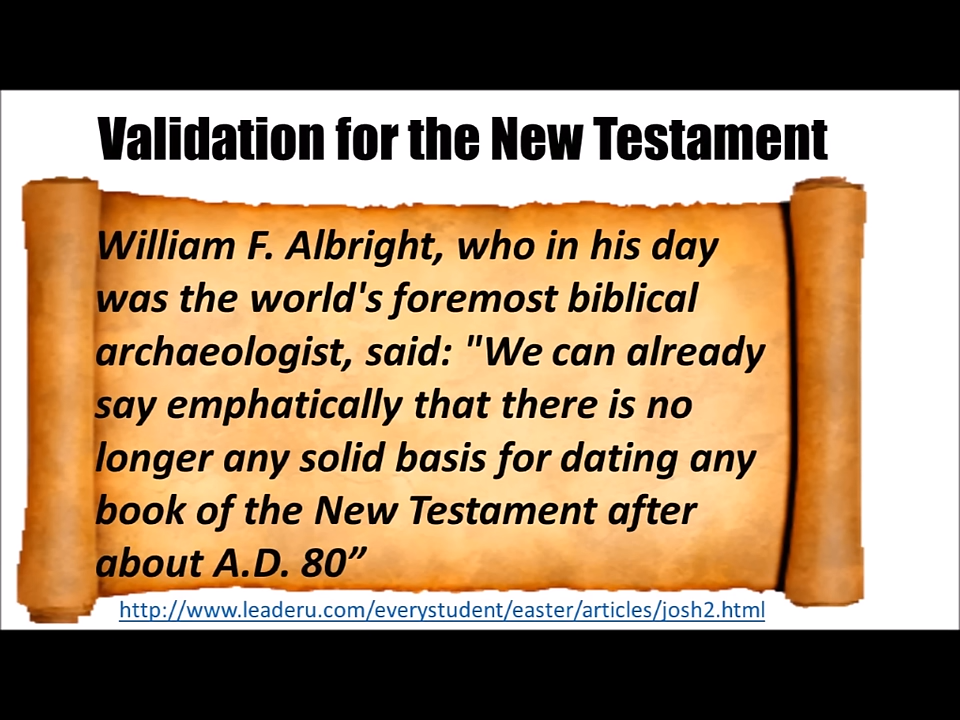 Validation for the New Testament
William F. Albright, who in his day
was the world's foremost biblical
archaeologist, said: "We can already
say emphatically that there is no
longer any solid basis for dating any
book of the New Testament after
about A.D. 80”
http://www.leaderu.com/everystudent/easter/articles/josh2.html